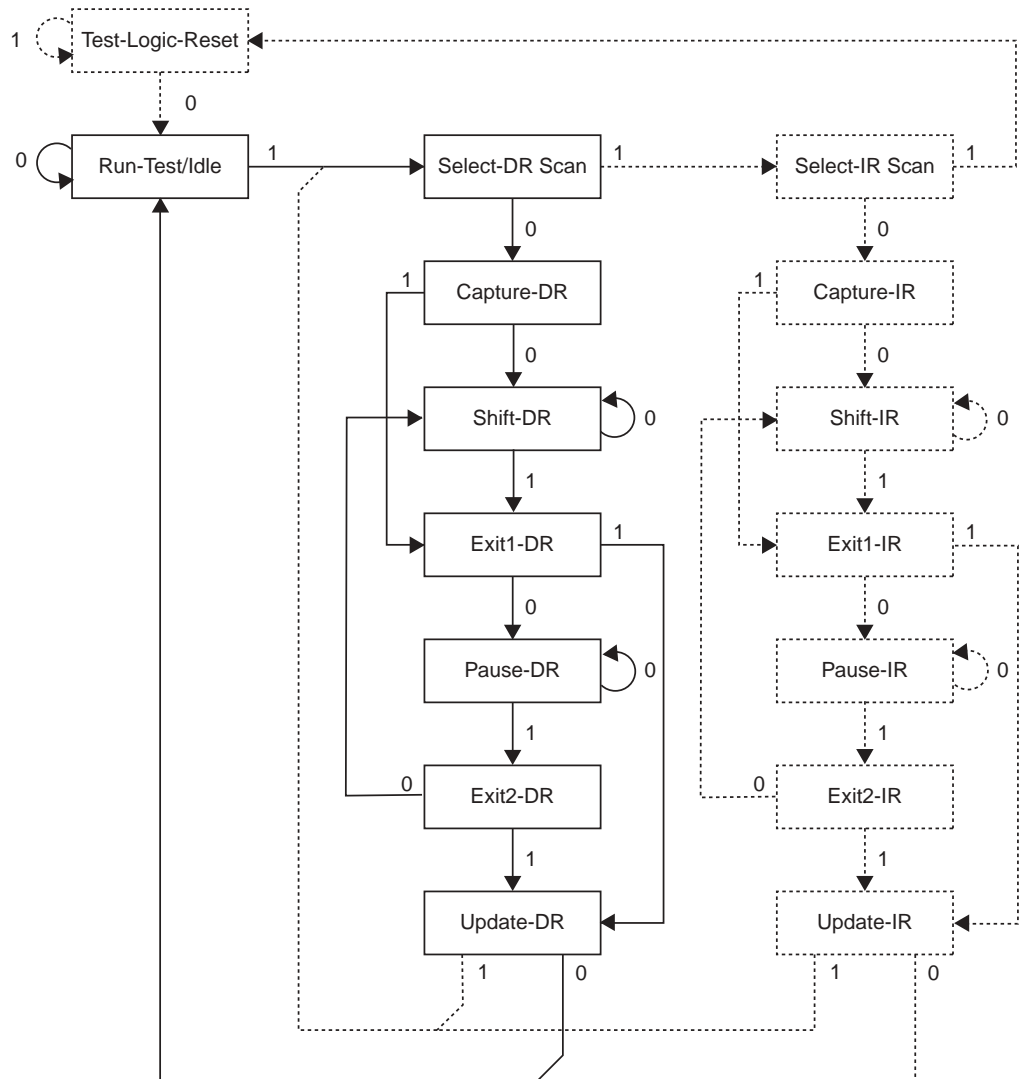 1 Test-Logic-Reset
0
0 Run-Test/Idle 1 Select-DR Scan 1 Select-IR Scan 1
0 0
1 Capture-DR 1 Capture-IR
0 0
Shift-DR 0 Shift-IR 0
1 1
Exit1-DR 1 Exit1-IR 1
0 0
Pause-DR 0 Pause-IR 0
1 1
0 Exit2-DR 0 Exit2-IR
1 1
Update-DR Update-IR
1 0 1 0